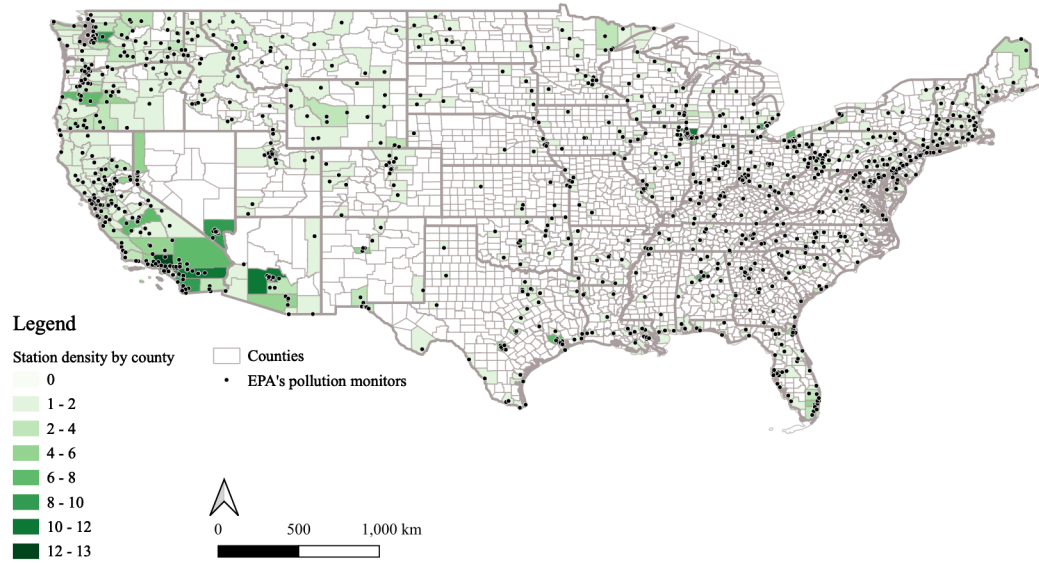 Legend
Station density by county
0
1 - 2
2 - 4
4 - 6
6 - 8
8 - 10
10 - 12
12 - 13
Counties
EPA's pollution monitors
0 500 1,000 km